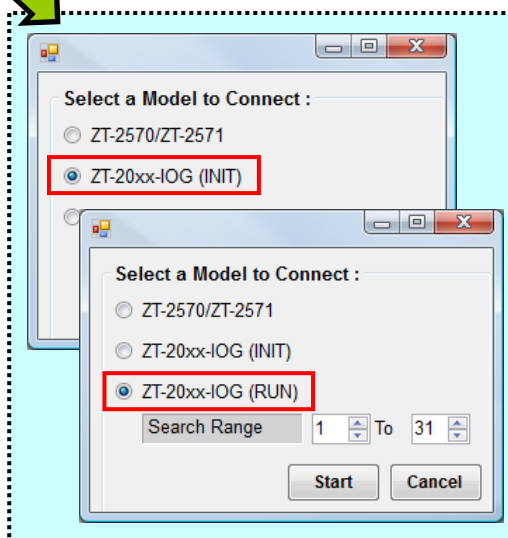 Select a Model to Connect :
ZT-2570/ZT-2571
ZT-20xx-IOG (INIT)
Select a Model to Connect :
ZT-2570/ZT-2571
ZT-20xx-IOG (INIT)
ZT-20xx-IOG (RUN)
Search Range 1 To 31
Start Cancel